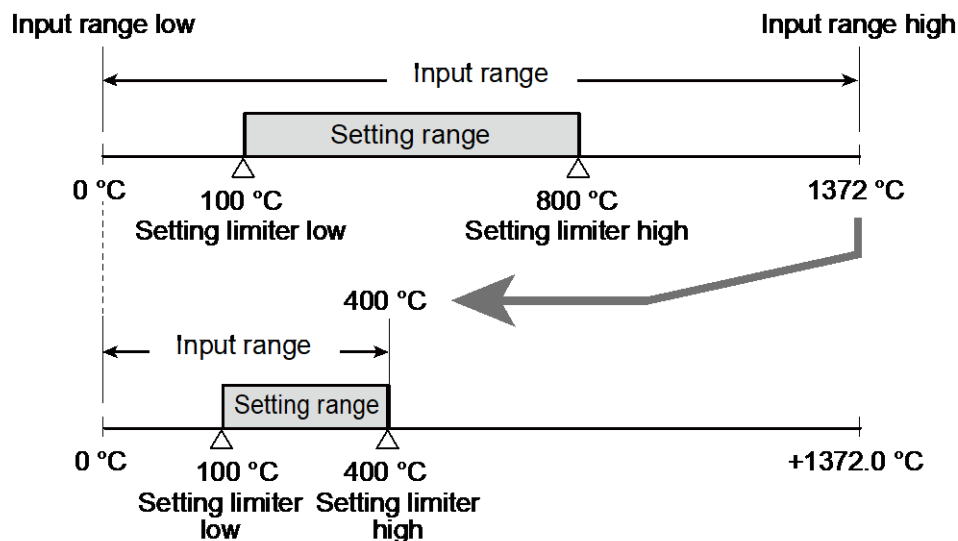 Input range low
Input range high
Input range
Setting range
0 °C
100 °C
800 °C
1372 °C
Setting limiter low
Setting limiter high
400 °C
Input range
Setting range
0 °C
100 °C
400 °C
+1372.0 °C
Setting limiter
low
Setting limiter
high